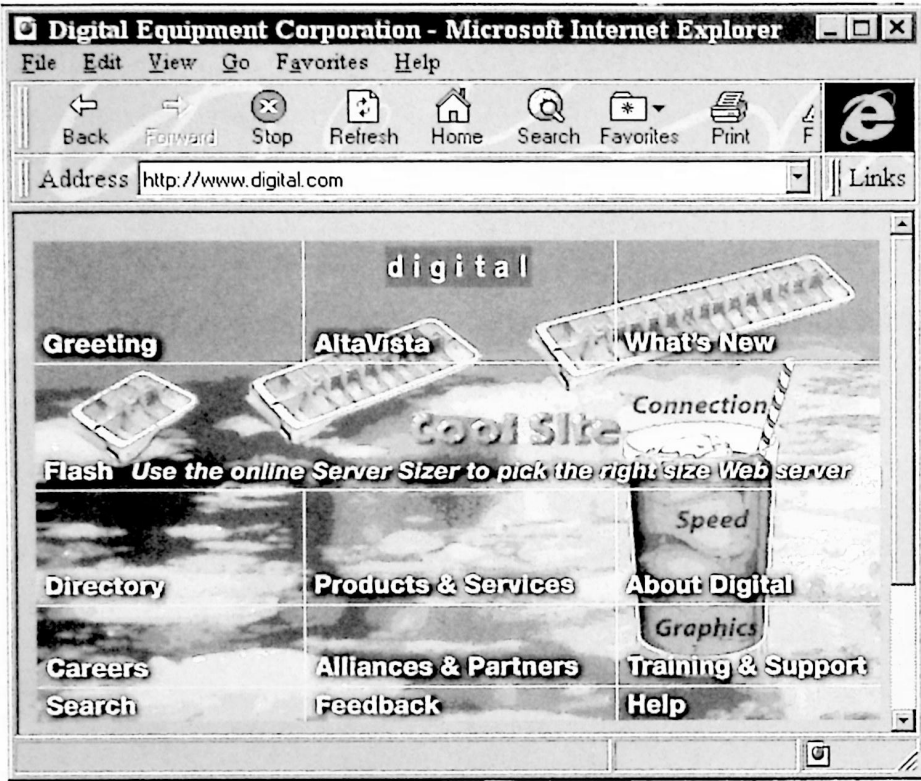 Digital Equipment Corporation - Microsoft Internet Explorer
File Edit View Go Favorites Help
Back Forward Stop Refresh Home Search Favorites Print F
Address http://www.digital.com Links
digital
Greeting AltaVista What's New
Connection
Cool Site
Flash Use the online Server Sizer to pick the right size Web server
Speed
Directory Products & Services About Digital
Graphics
Careers Alliances & Partners Training & Support
Search Feedback Help